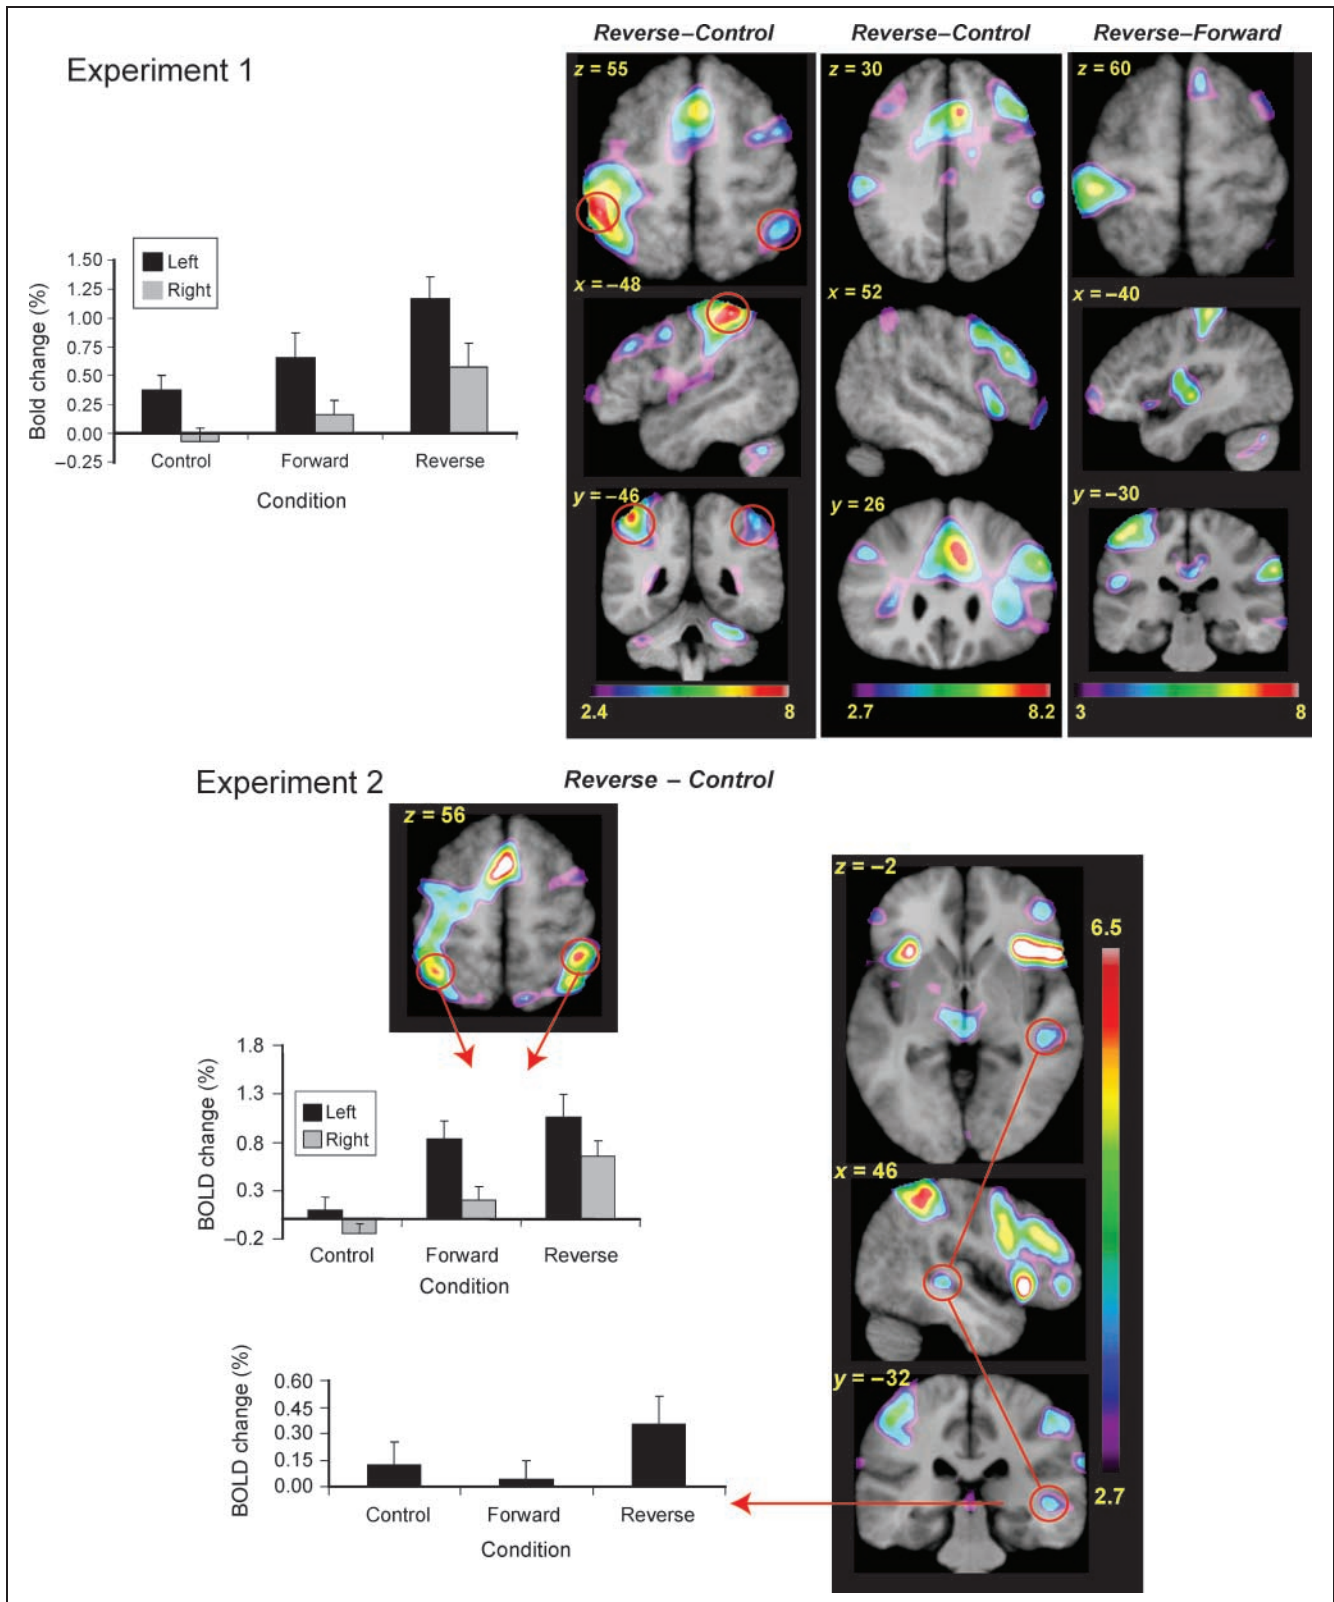 Experiment 1
Reverse–Control
Reverse–Control
Reverse–Forward
z = 55
z = 30
z = 60
Left
Right
1.50
1.25
1.00
0.75
0.50
0.25
0.00
–0.25
Bold change (%)
Control
Forward
Reverse
Condition
x = –48
x = 52
x = –40
y = –46
y = 26
y = –30
2.4
8
2.7
8.2
3
8
Experiment 2
Reverse – Control
z = 56
z = –2
6.5
1.8
1.3
0.8
0.3
–0.2
BOLD change (%)
Left
Right
Control
Forward
Reverse
Condition
x = 46
y = –32
2.7
0.60
0.45
0.30
0.15
0.00
BOLD change (%)
Control
Forward
Reverse
Condition